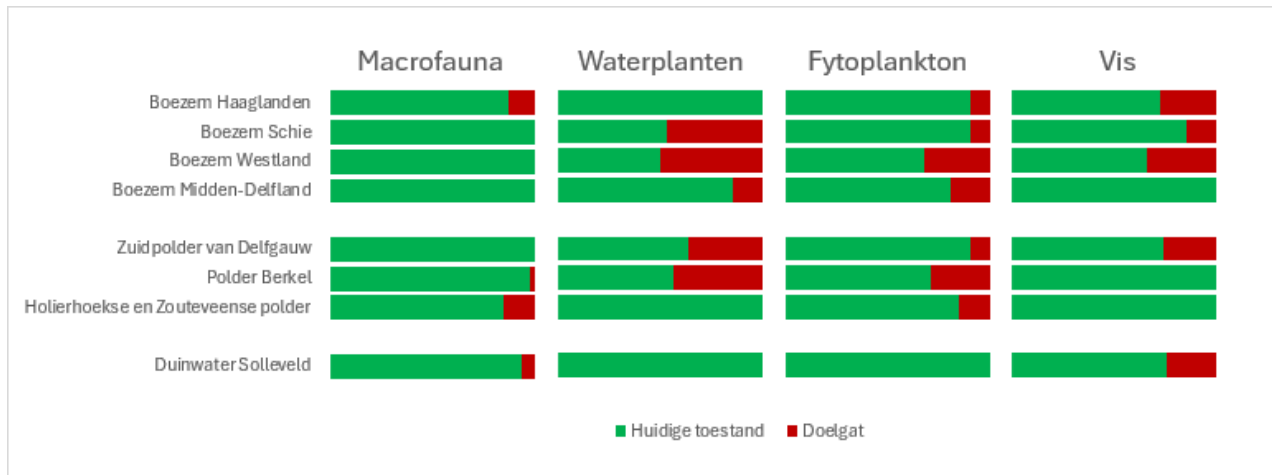 Macrofauna Waterplanten Fytoplankton Vis
Boezem Haaglanden
Boezem Schie
Boezem Westland
Boezem Midden-Delfland
Zuidpolder van Delfgauw
Polder Berkel
Holierhoekse en Zouteveense polder
Duinwater Solleveld
Huidige toestand Doelgat